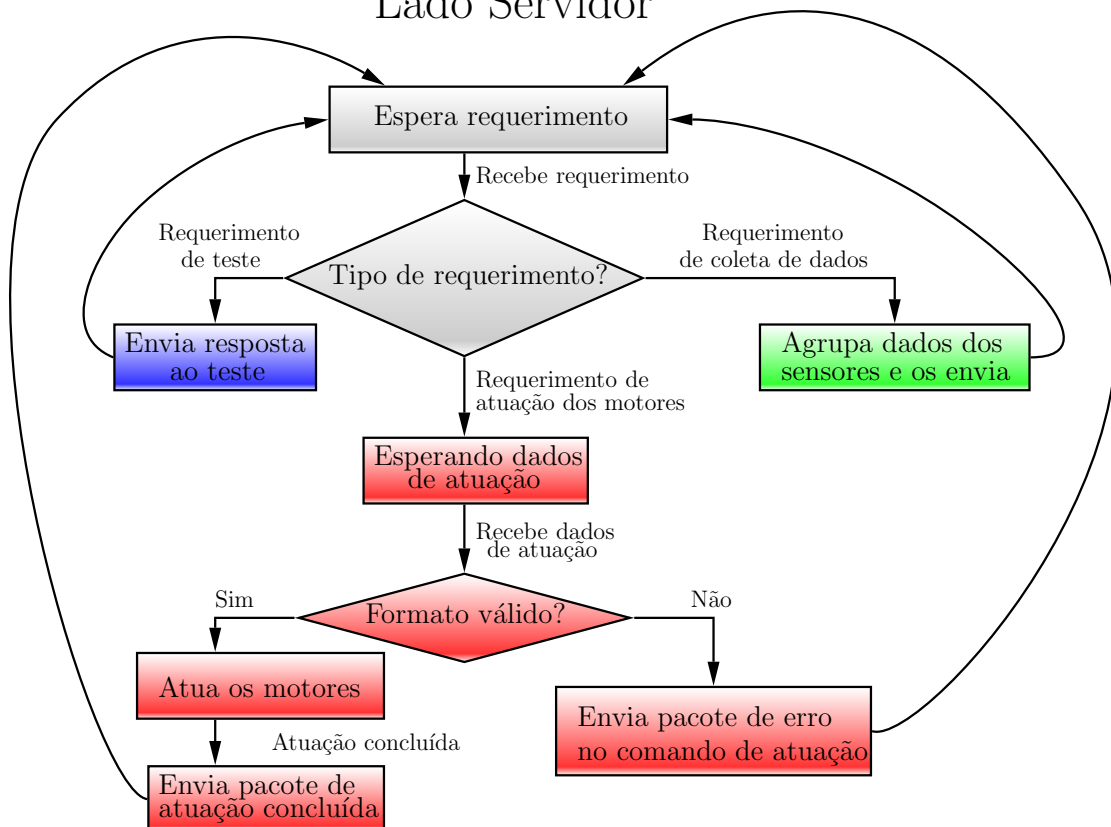 Lado Servidor
Espera requerimento
Recebe requerimento
Requerimento
de teste
Requerimento
de coleta de dados
Tipo de requerimento?
Envia resposta
ao teste
Agrupa dados dos
sensores e os envia
Requerimento de
atuação dos motores
Esperando dados
de atuação
Recebe dados
de atuação
Sim
Formato válido?
Não
Atua os motores
Envia pacote de erro
no comando de atuação
Atuação concluída
Envia pacote de
atuação concluída